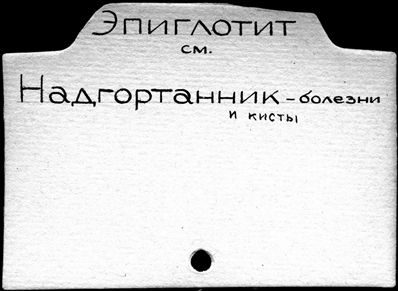 Эпиглотит
см.
Надгортанник - болезни
и кисты